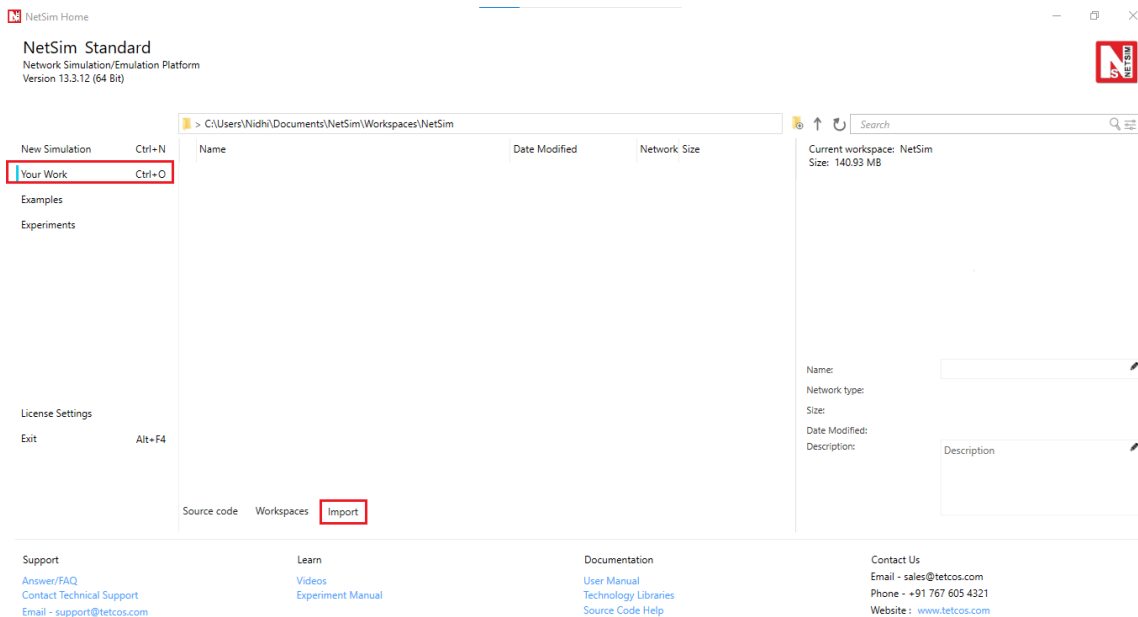 NetSim Home
NetSim Standard
Network Simulation/Emulation Platform
Version 13.3.12 (64 Bit)
NETSIM
> C:\Users\Nidhi\Documents\NetSim\Workspaces\NetSim
Search
New Simulation Ctrl+N
Your Work Ctrl+O
Examples
Experiments
License Settings
Exit Alt+F4
Name Date Modified Network Size
Source code Workspaces Import
Current workspace: NetSim
Size: 140.93 MB
Name:
Network type:
Size:
Date Modified:
Description:
Description
Support
Answer/FAQ
Contact Technical Support
Email - support@tetcos.com
Learn
Videos
Experiment Manual
Documentation
User Manual
Technology Libraries
Source Code Help
Contact Us
Email - sales@tetcos.com
Phone - +91 767 605 4321
Website : www.tetcos.com